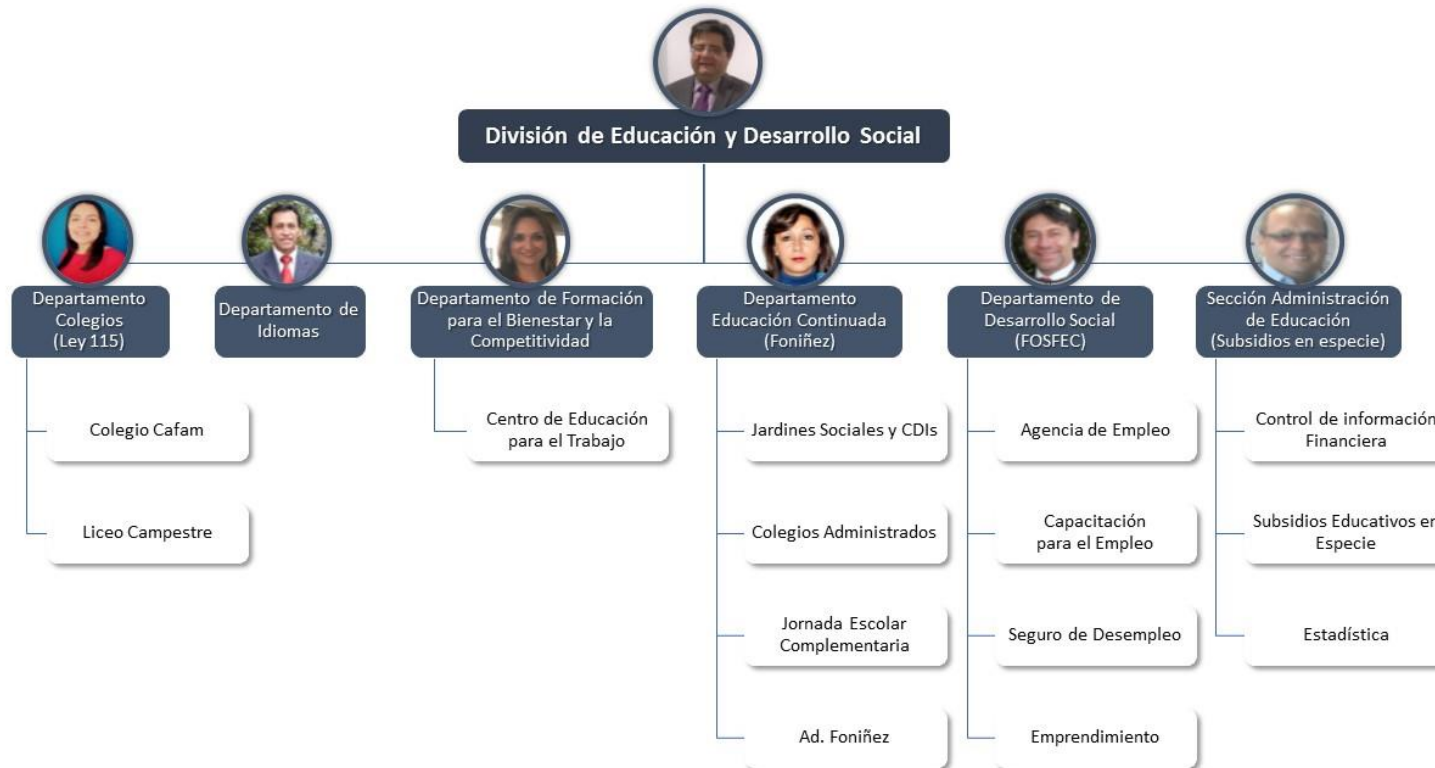 División de Educación y Desarrollo Social
Departamento
Colegios
(Ley 115)
Departamento de
Idiomas
Departamento de Formación
para el Bienestar y la
Competitividad
Departamento
Educación Continuada
(Foniñez)
Departamento de
Desarrollo Social
(FOSFEC)
Sección Administración
de Educación
(Subsidios en especie)
Colegio Cafam
Liceo Campestre
Centro de Educación
para el Trabajo
Jardines Sociales y CDIs
Colegios Administrados
Jornada Escolar
Complementaria
Ad. Foniñez
Agencia de Empleo
Capacitación
para el Empleo
Seguro de Desempleo
Emprendimiento
Control de información
Financiera
Subsidios Educativos en
Especie
Estadística